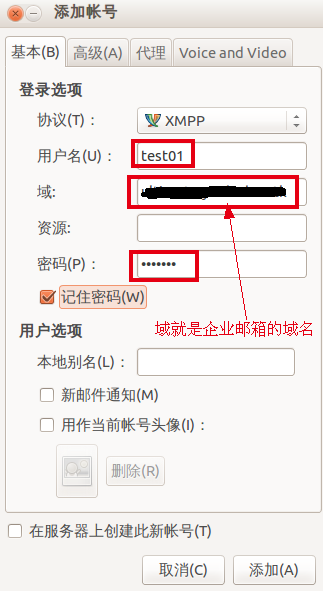 添加帐号
基本(B) 高级(A) 代理 Voice and Video
登录选项
协议(T)： XMPP
用户名(U)： test01
域:
资源:
密码(P)： •••••••
记住密码(W)
域就是企业邮箱的域名
用户选项
本地别名(L)：
新邮件通知(M)
用作当前帐号头像(I)：
删除(R)
在服务器上创建此新帐号(T)
取消(C) 添加(A)